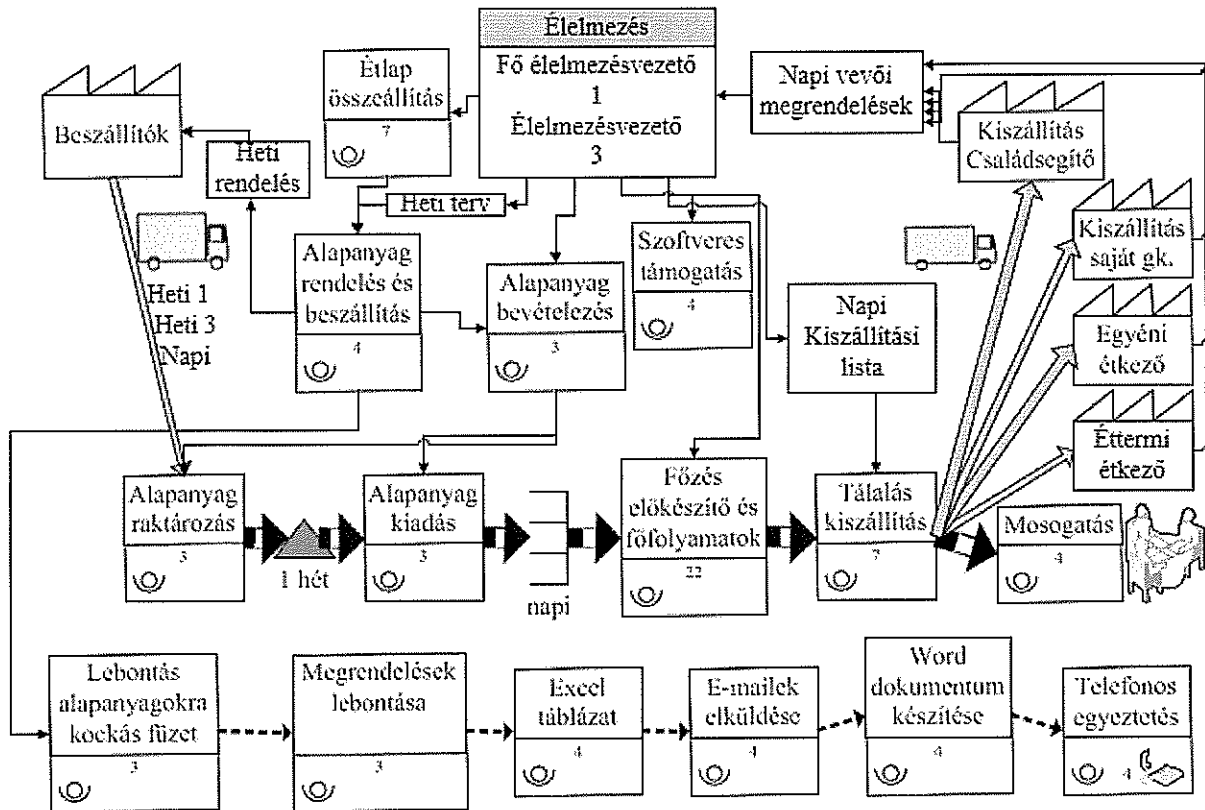 Élelmezés
Fő élelmezésvezető
1
Élelmezésvezető
3
Étlap
összeállítás
7
Napi vevői
megrendelések
Beszállítók
Heti
rendelés
Heti terv
Kiszállítás
Családsegítő
Alapanyag
rendelés és
beszállítás
4
Alapanyag
bevételezés
3
Szoftveres
támogatás
4
Napi
Kiszállítási
lista
Kiszállítás
saját gk.
Egyéni
étkező
Éttermi
étkező
Heti 1
Heti 3
Napi
Alapanyag
raktározás
3
1 hét
Alapanyag
kiadás
3
napi
Főzés
előkészítő és
főfolyamatok
22
Tálalás
kiszállítás
7
Mosogatás
4
Lebontás
alapanyagokra
kockás füzet
3
Megrendelések
lebontása
3
Excel
táblázat
4
E-mailek
elküldése
4
Word
dokumentum
készítése
4
Telefonos
egyeztetés
4